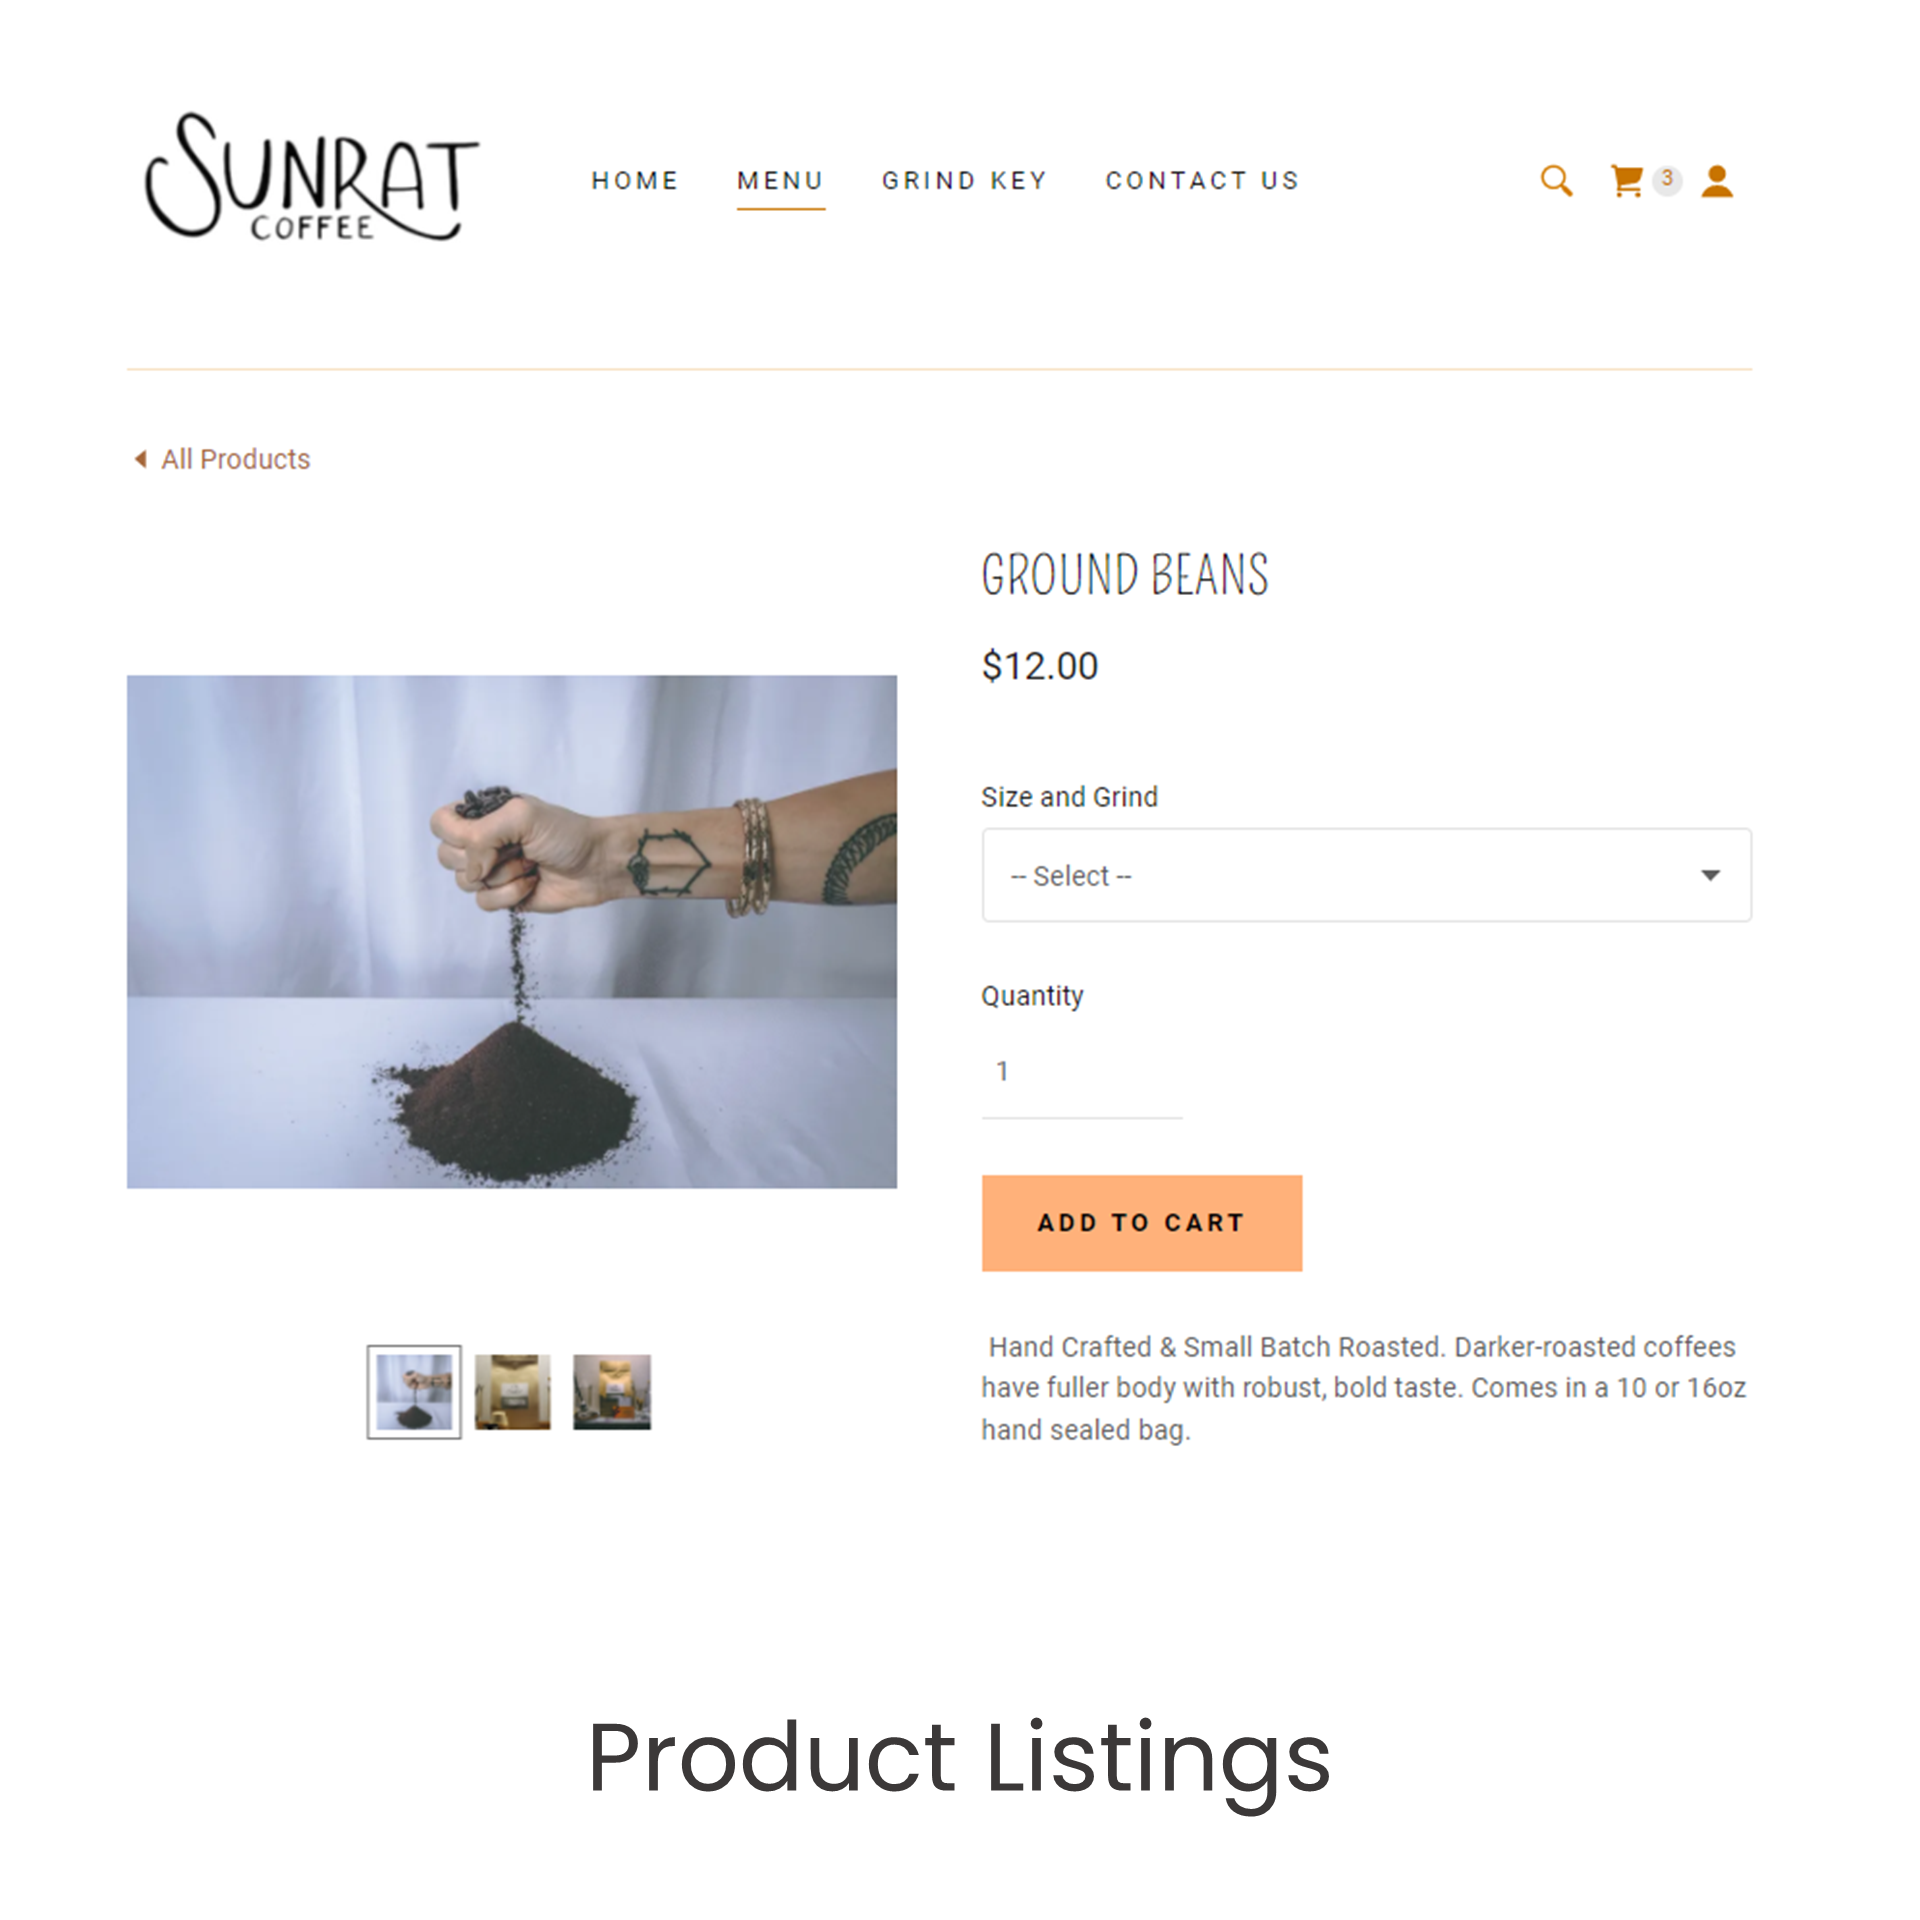 SUNRAT
COFFEE
HOME MENU GRIND KEY CONTACT US 3
All Products
GROUND BEANS
$12.00
Size and Grind
-- Select --
Quantity
1
ADD TO CART
Hand Crafted & Small Batch Roasted. Darker-roasted coffees
have fuller body with robust, bold taste. Comes in a 10 or 16oz
hand sealed bag.
Product Listings